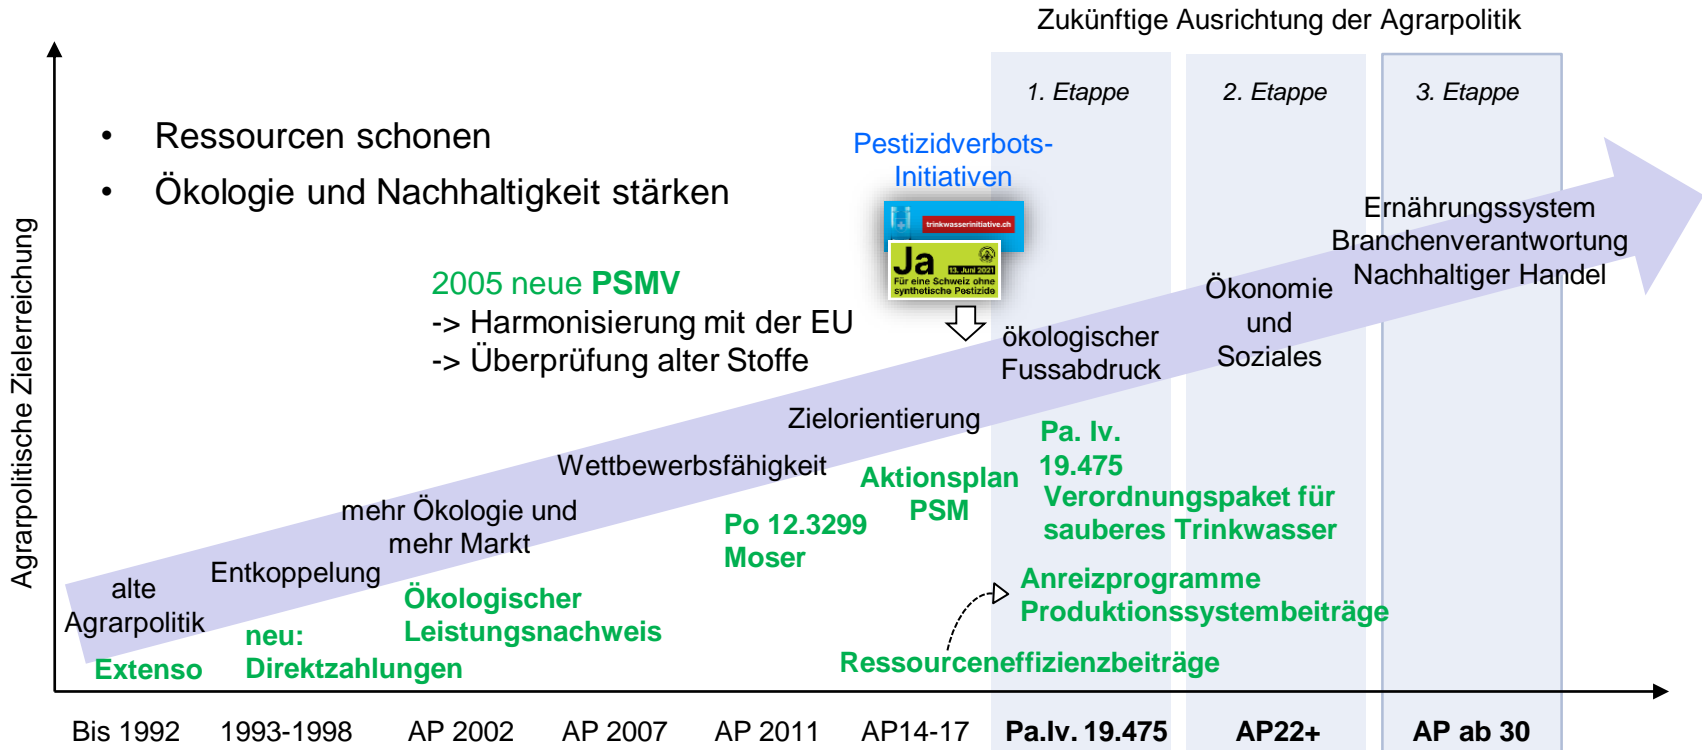 Zukünftige Ausrichtung der Agrarpolitik
1. Etappe
2. Etappe
3. Etappe
• Ressourcen schonen
• Ökologie und Nachhaltigkeit stärken
Pestizidverbots-
Initiativen
trinkwasserinitiative.ch
Ja
13. Juni 2021
Für eine Schweiz ohne
synthetische Pestizide
2005 neue PSMV
-> Harmonisierung mit der EU
-> Überprüfung alter Stoffe
Agrarpolitische Zielerreichung
alte
Agrarpolitik
Entkoppelung
mehr Ökologie und
mehr Markt
Wettbewerbsfähigkeit
Zielorientierung
ökologischer
Fussabdruck
Ökonomie
und
Soziales
Ernährungssystem
Branchenverantwortung
Nachhaltiger Handel
Extenso
neu:
Direktzahlungen
Ökologischer
Leistungsnachweis
Po 12.3299
Moser
Aktionsplan
PSM
Pa. Iv.
19.475
Verordnungspaket für
sauberes Trinkwasser
Anreizprogramme
Produktionssystembeiträge
Ressourceneffizienzbeiträge
Bis 1992
1993-1998
AP 2002
AP 2007
AP 2011
AP14-17
Pa.Iv. 19.475
AP22+
AP ab 30